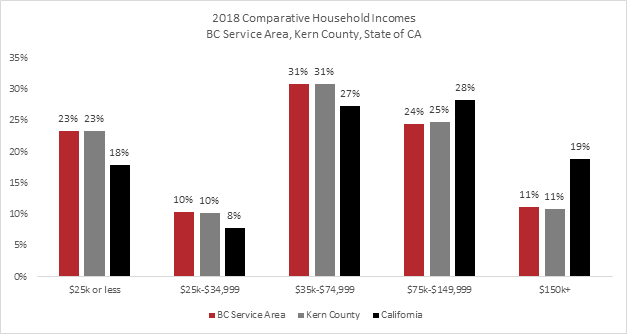 2018 Comparative Household Incomes
BC Service Area, Kern County, State of CA
35%
30%
25%
20%
15%
10%
5%
0%
23% 23% 18%
10% 10% 8%
31% 31% 27%
24% 25% 28%
11% 11% 19%
$25k or less $25k-$34,999 $35k-$74,999 $75k-$149,999 $150k+
BC Service Area Kern County California